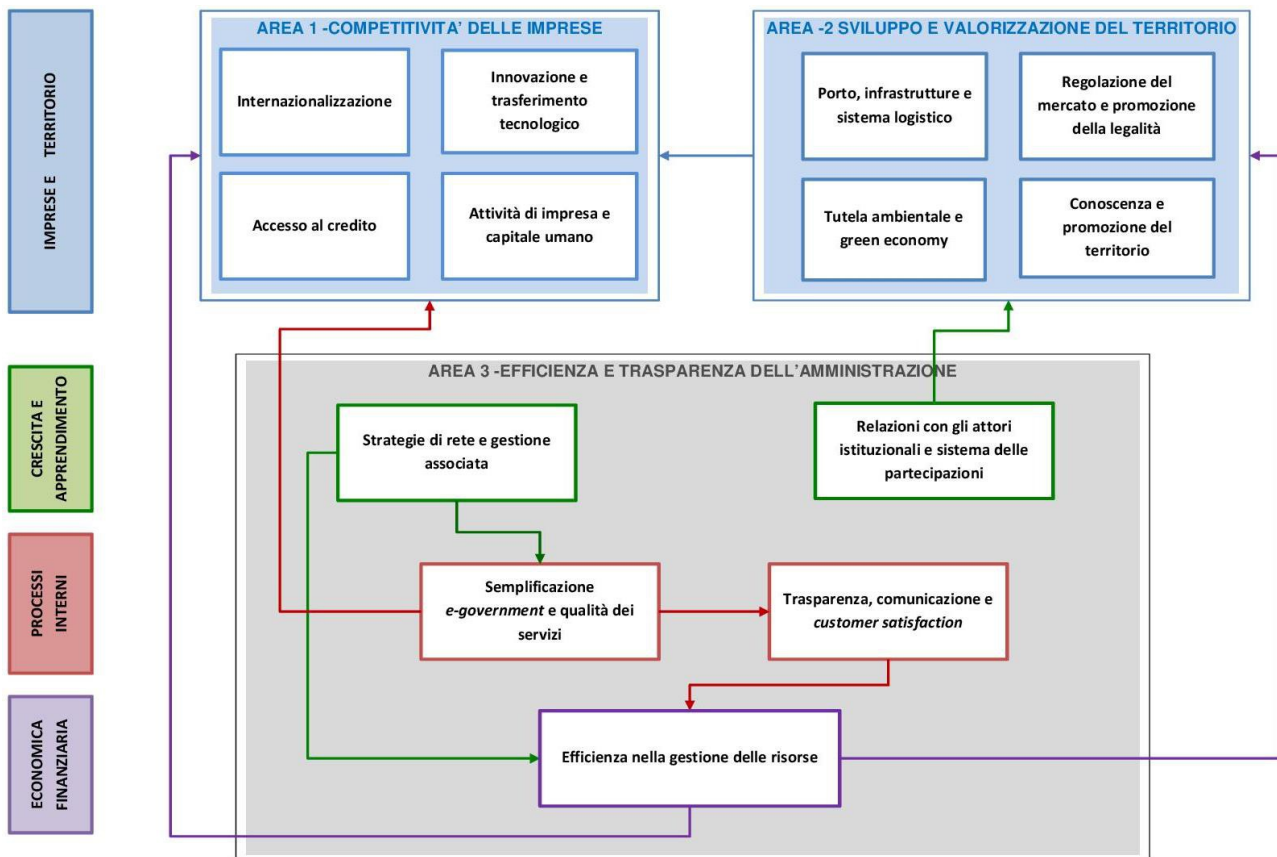 IMPRESE E TERRITORIO
AREA 1 -COMPETITIVITA' DELLE IMPRESE
Internazionalizzazione
Innovazione e
trasferimento
tecnologico
Accesso al credito
Attività di impresa e
capitale umano
AREA -2 SVILUPPO E VALORIZZAZIONE DEL TERRITORIO
Porto, infrastrutture e
sistema logistico
Regolazione del
mercato e promozione
della legalità
Tutela ambientale e
green economy
Conoscenza e
promozione del
territorio
CRESCITA E
APPRENDIMENTO
AREA 3 -EFFICIENZA E TRASPARENZA DELL'AMMINISTRAZIONE
Strategie di rete e gestione
associata
Relazioni con gli attori
istituzionali e sistema delle
partecipazioni
PROCESSI
INTERNI
Semplificazione
e-government e qualità dei
servizi
Trasparenza, comunicazione e
customer satisfaction
ECONOMICA
FINANZIARIA
Efficienza nella gestione delle risorse